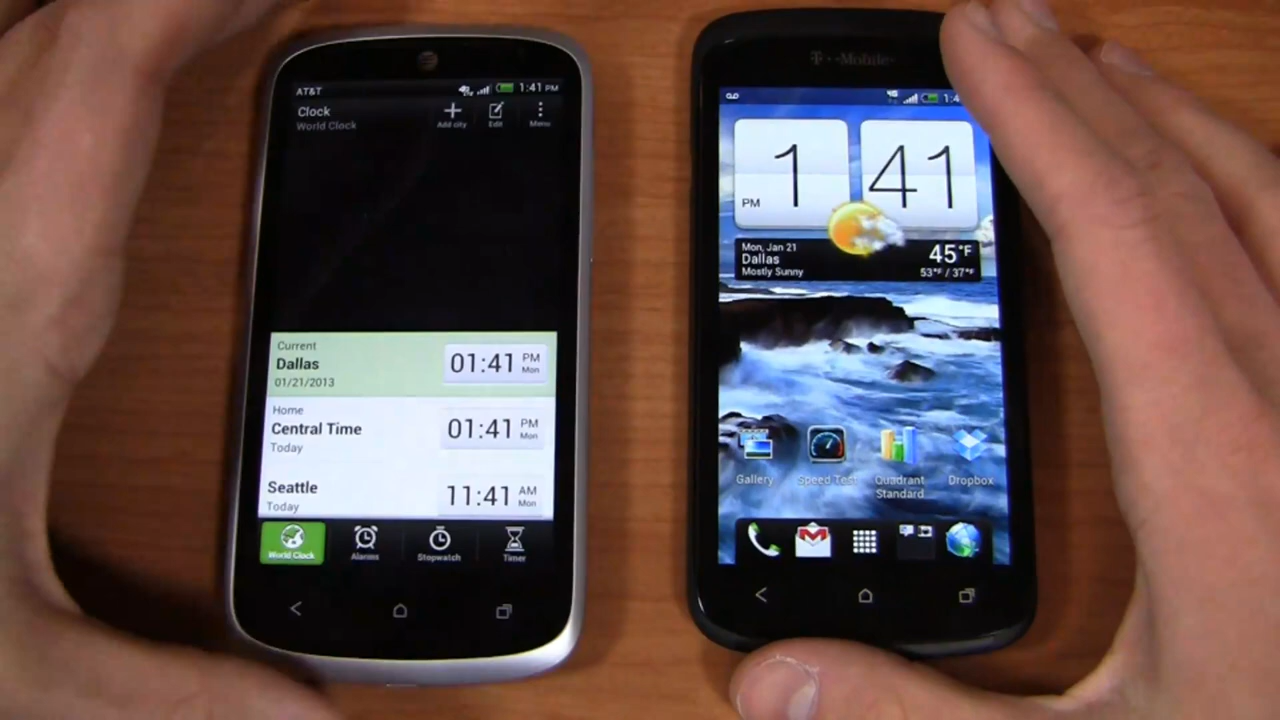 AT&T
1:41 PM
Clock
World Clock
Add city
Edit
Menu
Current
Dallas
01/21/2013
01:41 PM
Mon
Home
Central Time
Today
01:41 PM
Mon
Seattle
Today
11:41 AM
Mon
World Clock
Alarms
Stopwatch
Timer
T··Mobile·
4G
1:4
PM
1
41
Mon, Jan 21
Dallas
Mostly Sunny
45°F
53°F / 37°F
Gallery
Speed Test
Quadrant
Standard
Dropbox